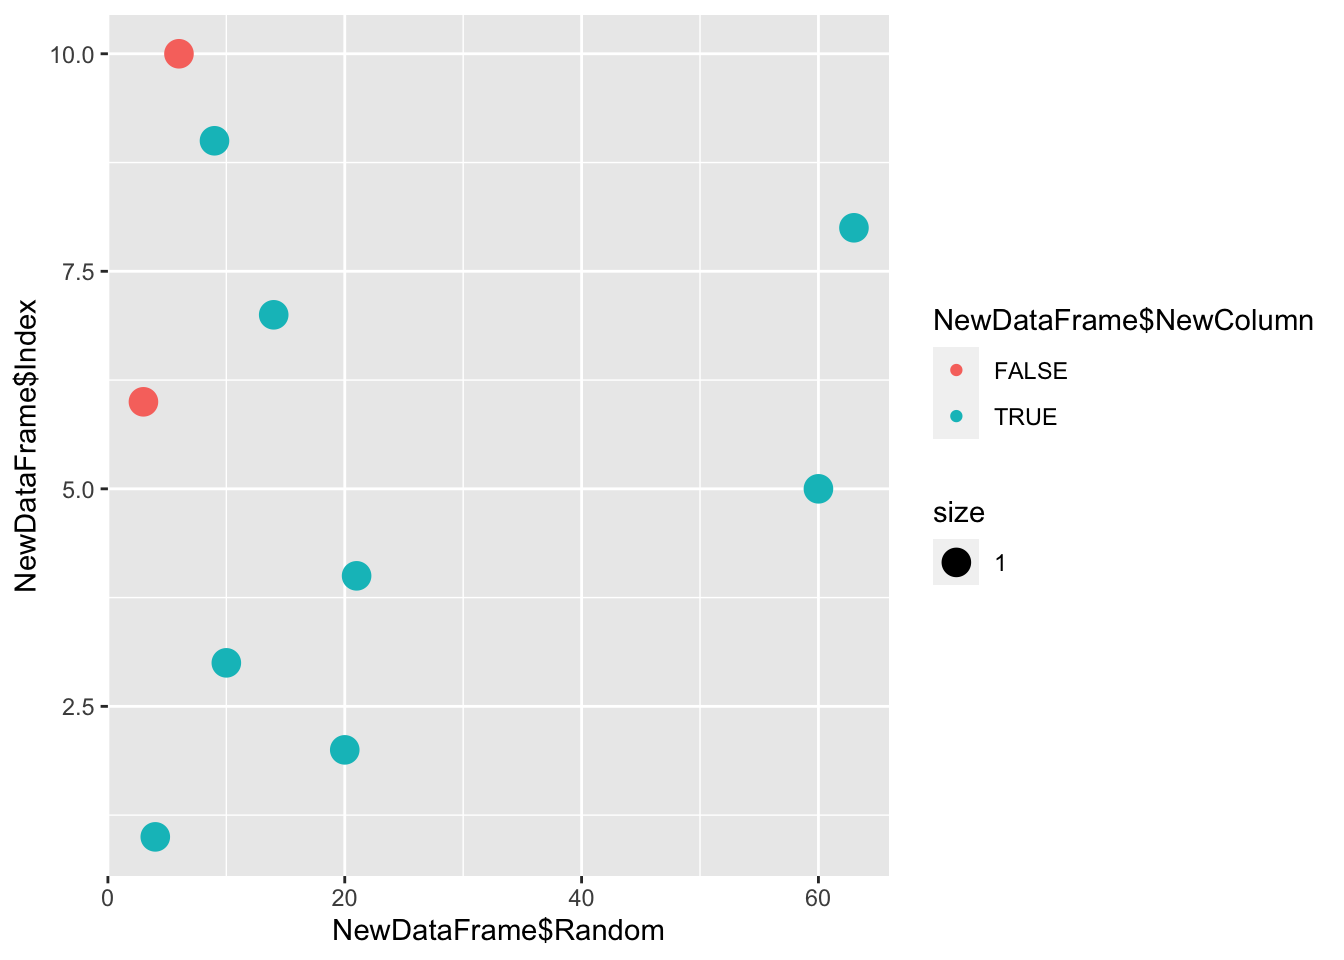 10.0
7.5
5.0
2.5
NewDataFrame$Index
0 20 40 60
NewDataFrame$Random
NewDataFrame$NewColumn
FALSE
TRUE
size
1